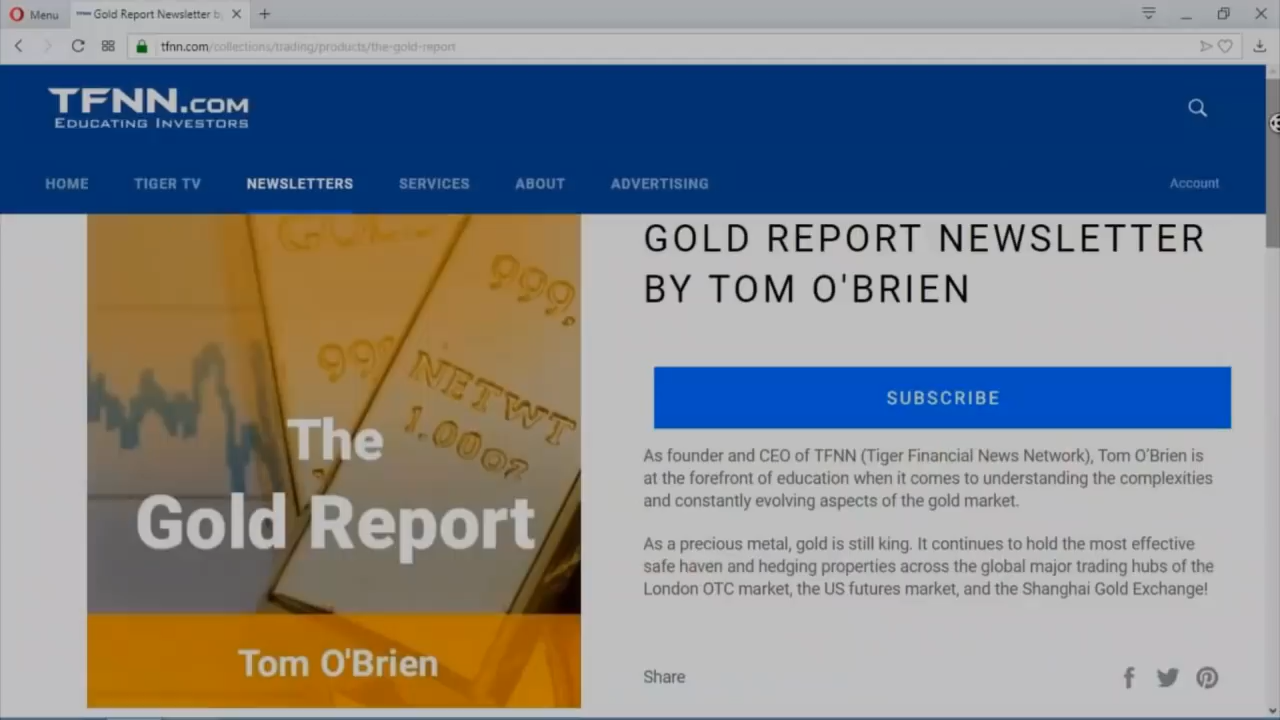 Menu
Gold Report Newsletter b
tfnn.com/collections/trading/products/the-gold-report
TFNN.COM
EDUCATING INVESTORS
HOME TIGER TV NEWSLETTERS SERVICES ABOUT ADVERTISING Account
GOLD
999.
999
NETWT
1.00oz
The
Gold Report
Tom O'Brien
GOLD REPORT NEWSLETTER
BY TOM O'BRIEN
SUBSCRIBE
As founder and CEO of TFNN (Tiger Financial News Network), Tom O'Brien is
at the forefront of education when it comes to understanding the complexities
and constantly evolving aspects of the gold market.
As a precious metal, gold is still king. It continues to hold the most effective
safe haven and hedging properties across the global major trading hubs of the
London OTC market, the US futures market, and the Shanghai Gold Exchange!
Share